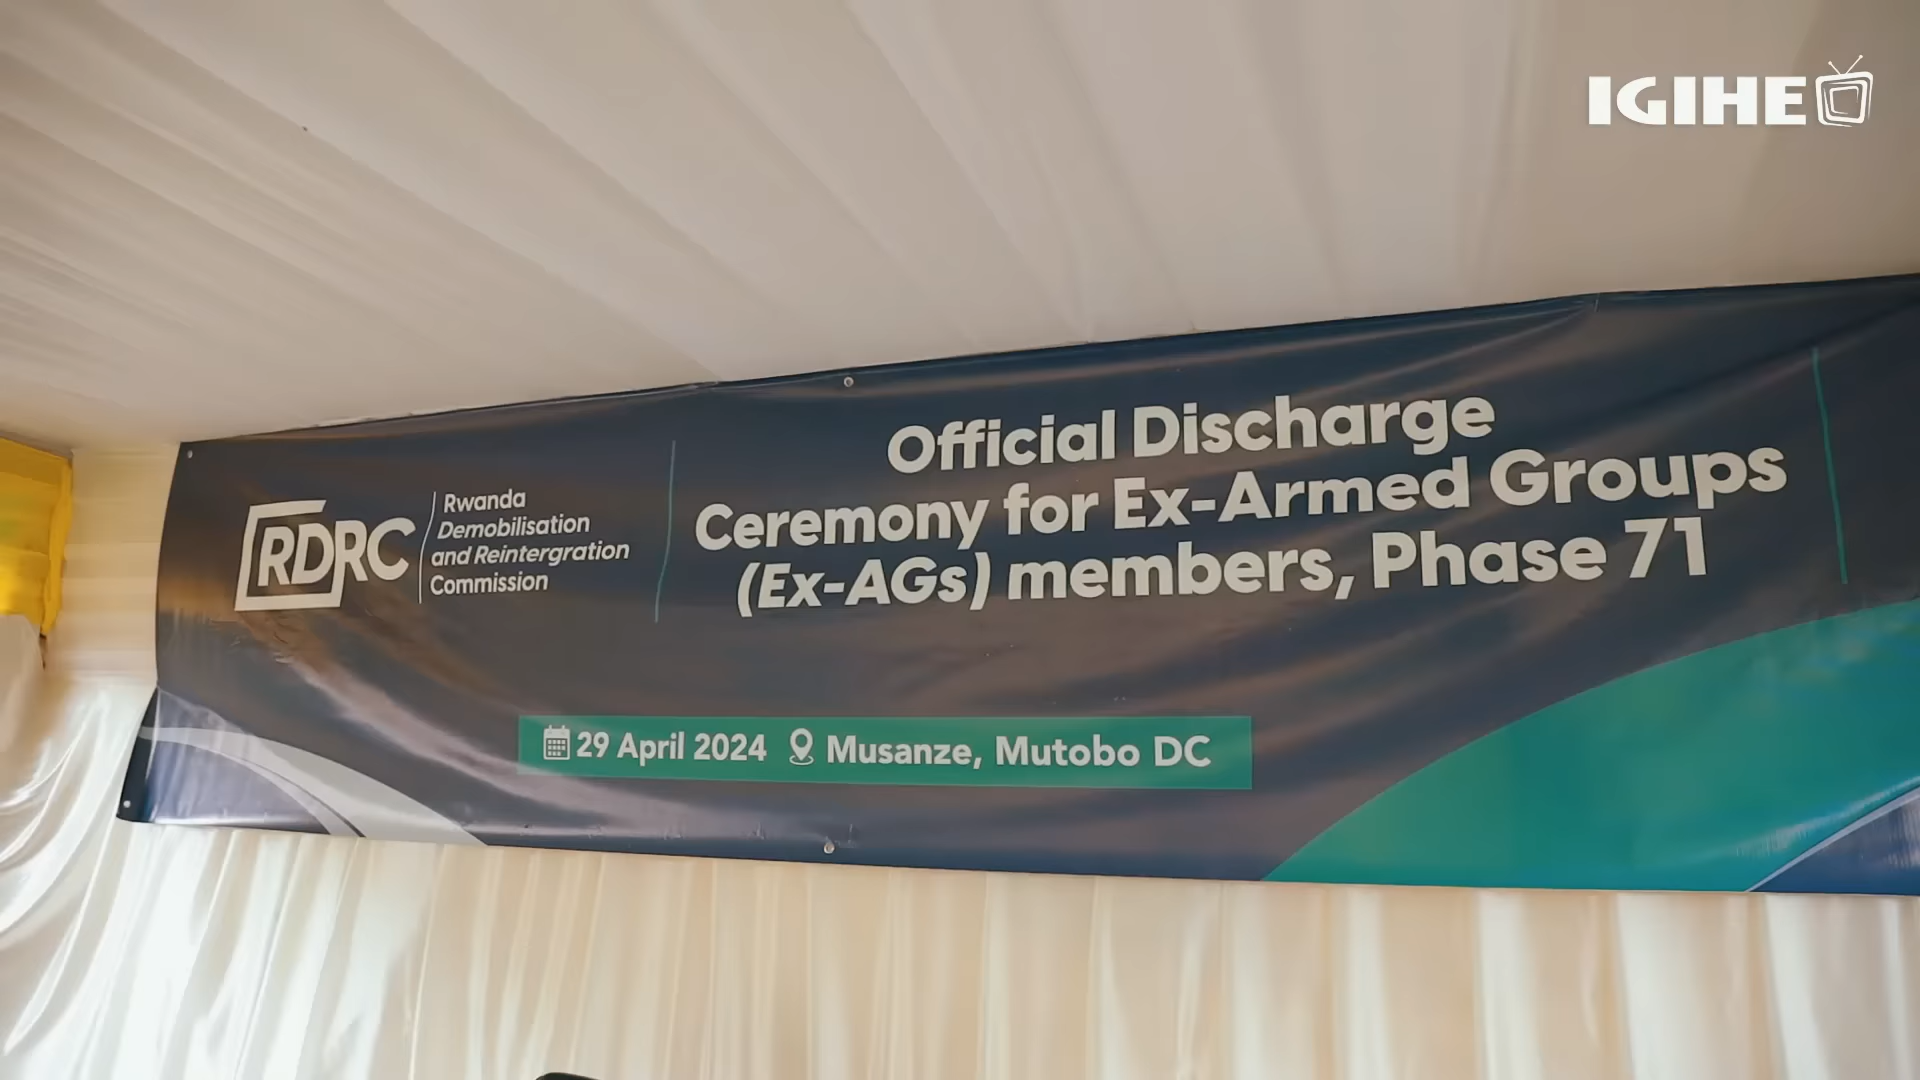 IGIHE
RDRC
Rwanda
Demobilisation
and Reintergration
Commission
Official Discharge
Ceremony for Ex-Armed Groups
(Ex-AGs) members, Phase 71
29 April 2024 Musanze, Mutobo DC